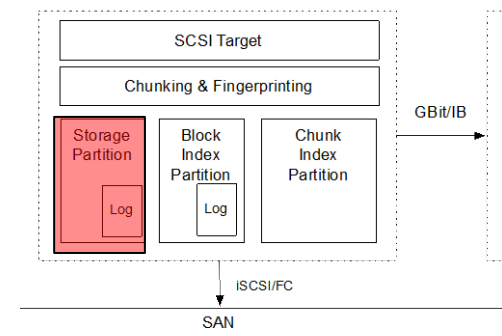 SCSI Target
Chunking & Fingerprinting
GBit/IB
Storage
Partition
Log
Block
Index
Partition
Log
Chunk
Index
Partition
iSCSI/FC
SAN